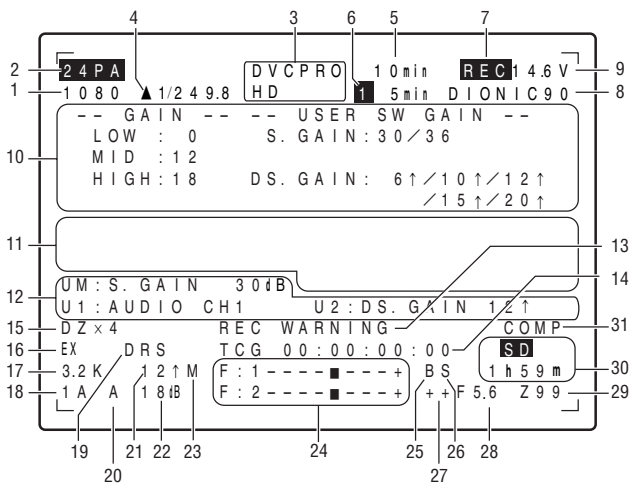 4 3 6 5 7
2 24PA DVCPRO 10min REC 14.6V 9
1 1080 ▲1/249.8 HD 1 5min DIONIC90 8
-- GAIN -- -- USER SW GAIN --
10 LOW : 0 S. GAIN:30/36
MID :12
HIGH:18 DS. GAIN: 6↑/10↑/12↑
/15↑/20↑
11 13
14
12 UM:S. GAIN 30dB
U1:AUDIO CH1 U2:DS. GAIN 12↑
15 DZ×4 REC WARNING COMP 31
16 EX DRS TCG 00:00:00:00 SD
17 3.2K 12↑M F:1----■---+ BS 1h59m 30
18 1A A 18dB F:2----■---+ ++F5.6 Z99 29
19 21 22 23 24 25 26 28
20 27